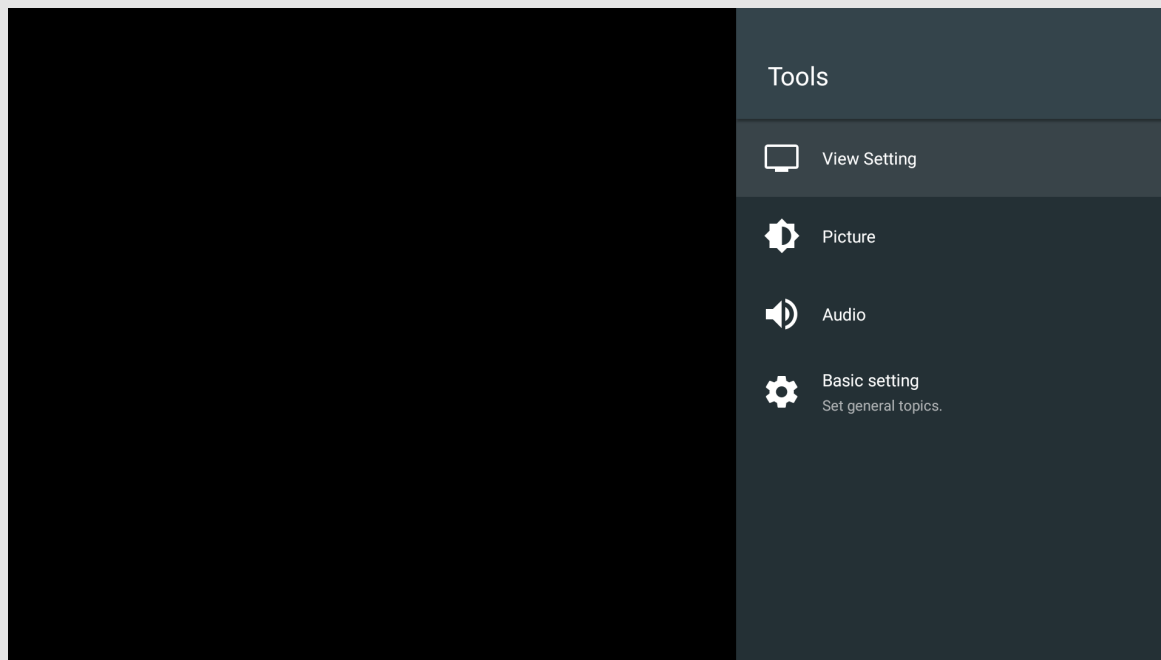 Tools
View Setting
Picture
Audio
Basic setting
Set general topics.